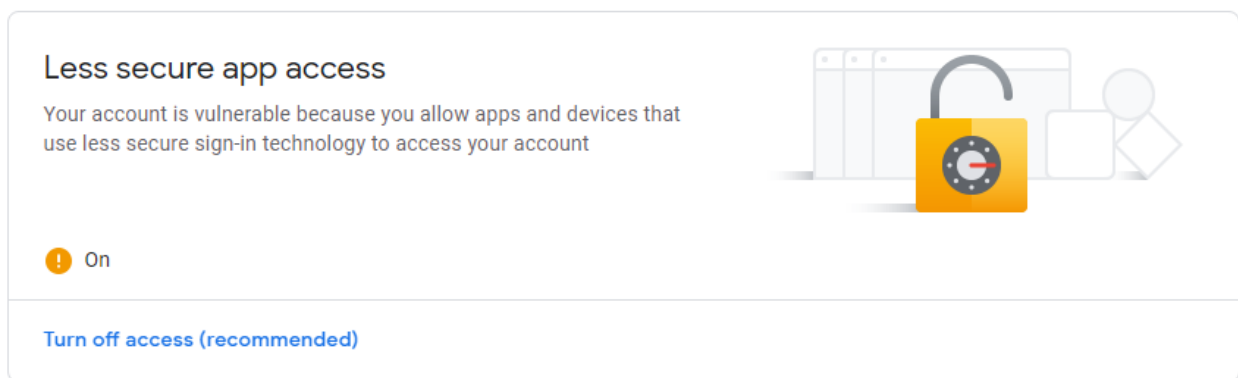 Less secure app access
Your account is vulnerable because you allow apps and devices that
use less secure sign-in technology to access your account
On
Turn off access (recommended)